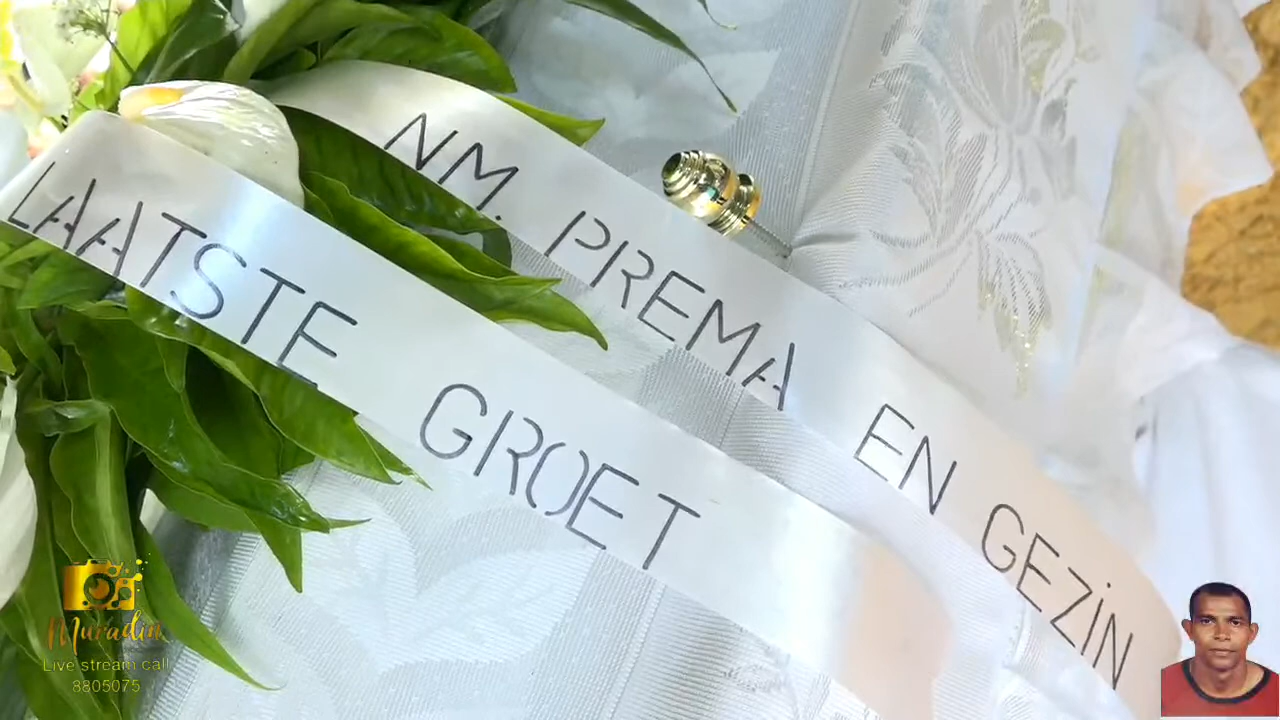 NM. PREMA EN GEZIN
LAATSTE GROET
Muradin
Live stream call
8805075